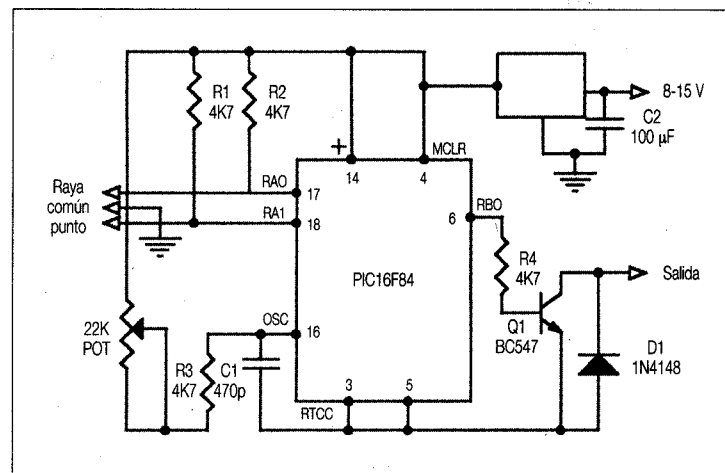 R1
4K7
R2
4K7
8-15 V
C2
100 µF
+
14
4
MCLR
Raya
común
punto
RAO
17
RA1
18
6
RBO
PIC16F84
R4
4K7
Salida
22K
POT
OSC
16
R3
4K7
C1
470p
Q1
BC547
D1
1N4148
3
5
RTCC